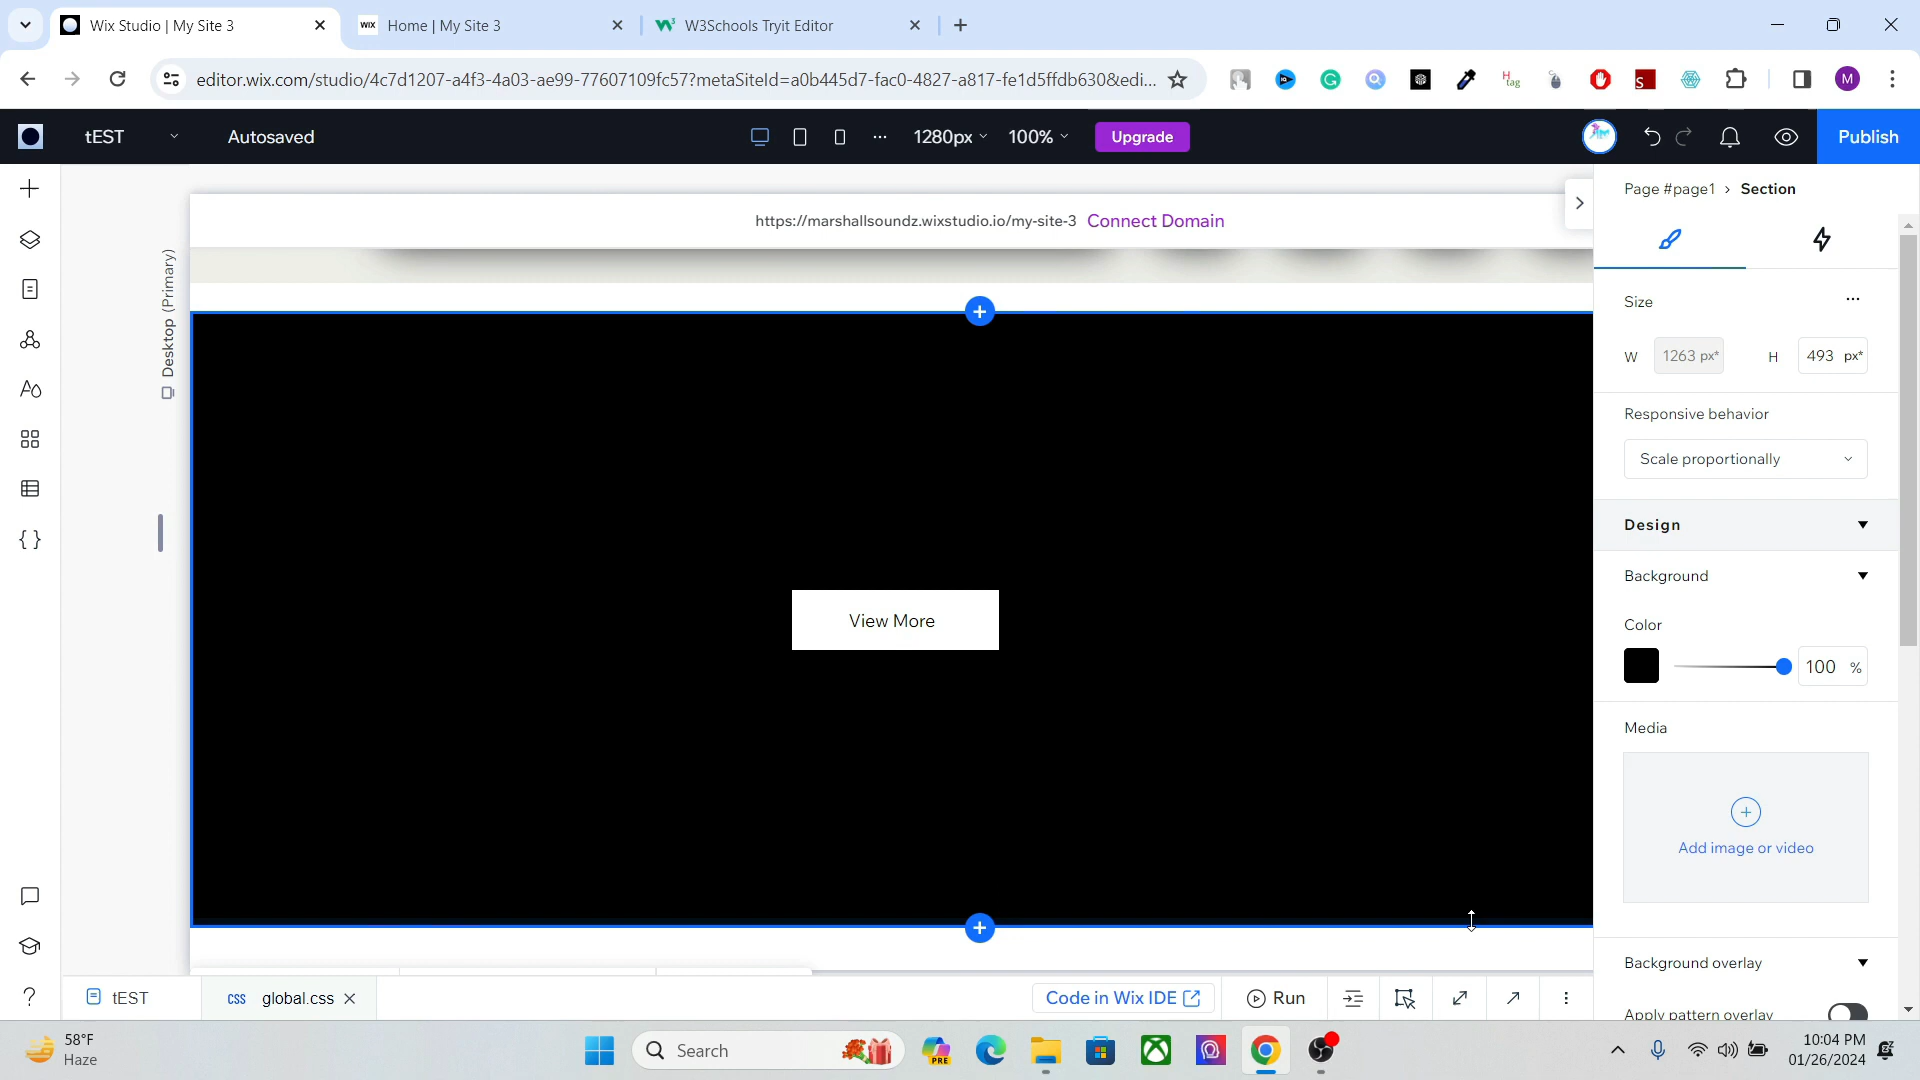 Wix Studio | My Site 3
WIX Home | My Site 3
W3Schools Tryit Editor
editor.wix.com/studio/4c7d1207-a4f3-4a03-ae99-77607109fc57?metaSiteId=a0b445d7-fac0-4827-a817-fe1d5ffdb630&edi...
H tag
S
M
tEST
Autosaved
1280px
100%
Upgrade
Publish
Page #page1 › Section
https://marshallsoundz.wixstudio.io/my-site-3 Connect Domain
Desktop (Primary)
Size
W 1263 px* H 493 px*
Responsive behavior
Scale proportionally
Design
Background
View More
Color
100 %
Media
Add image or video
Background overlay
Apply pattern overlay
tEST
CSS global.css
Code in Wix IDE
Run
58°F
Haze
Search
PRE
10:04 PM
01/26/2024